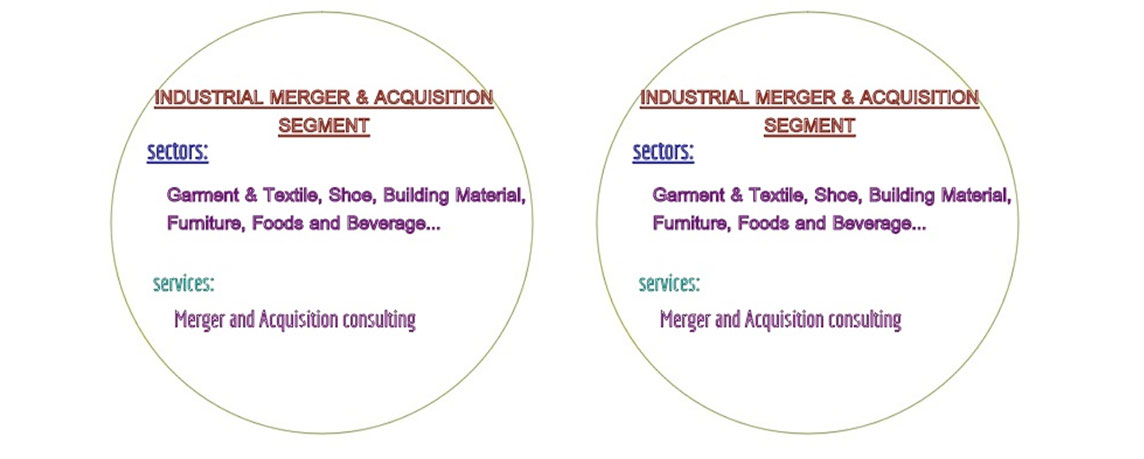 INDUSTRIAL MERGER & ACQUISITION
SEGMENT
sectors:
Garment & Textile, Shoe, Building Material,
Furniture, Foods and Beverage...
services:
Merger and Acquisition consulting
INDUSTRIAL MERGER & ACQUISITION
SEGMENT
sectors:
Garment & Textile, Shoe, Building Material,
Furniture, Foods and Beverage...
services:
Merger and Acquisition consulting